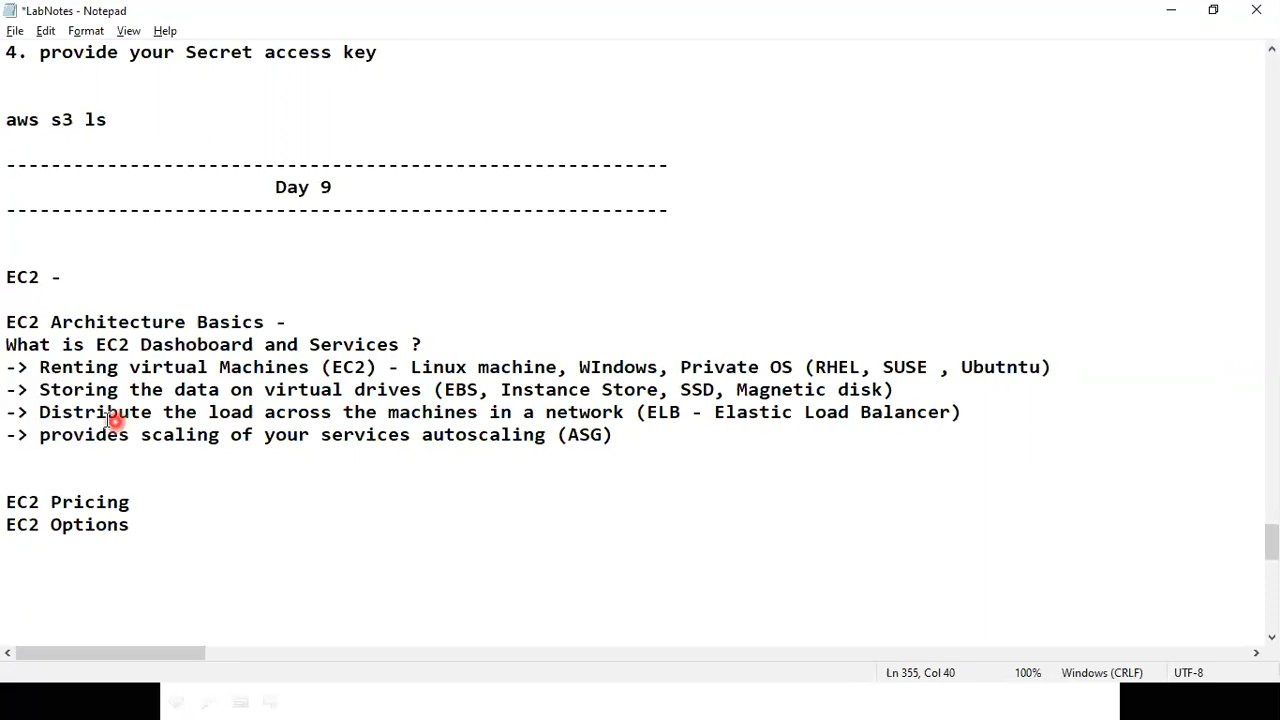 *LabNotes - Notepad
File Edit Format View Help
4. provide your Secret access key
aws s3 ls
-----------------------------------------------------------
Day 9
-----------------------------------------------------------
EC2 -
EC2 Architecture Basics -
What is EC2 Dashoboard and Services ?
-> Renting virtual Machines (EC2) - Linux machine, WIndows, Private OS (RHEL, SUSE , Ubutntu)
-> Storing the data on virtual drives (EBS, Instance Store, SSD, Magnetic disk)
-> Distribute the load across the machines in a network (ELB - Elastic Load Balancer)
-> provides scaling of your services autoscaling (ASG)
EC2 Pricing
EC2 Options
Ln 355, Col 40 100% Windows (CRLF) UTF-8